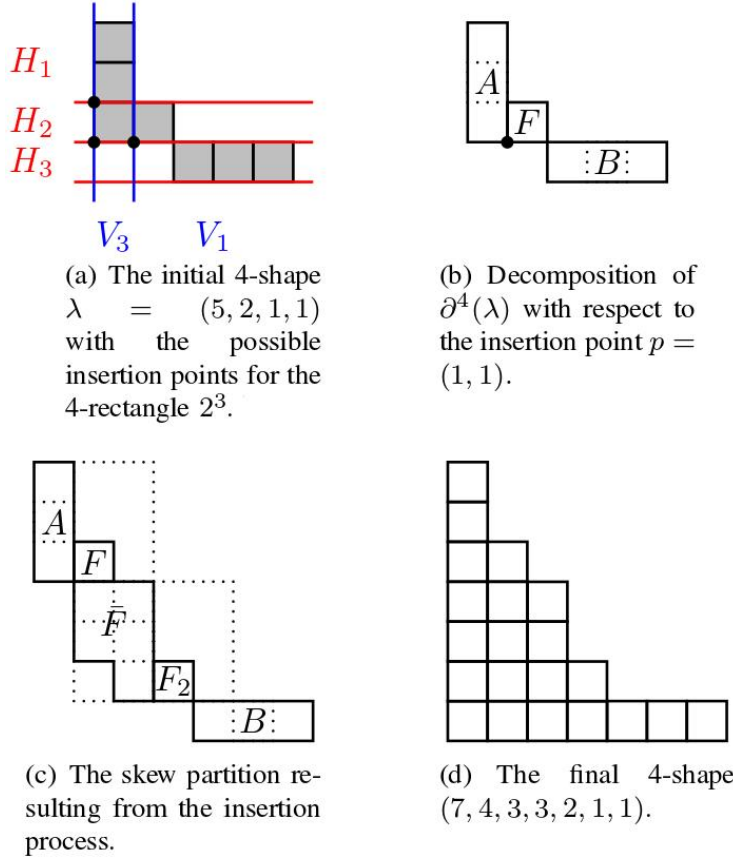 H₁
H₂
H₃
V₃ V₁
(a) The initial 4-shape
λ = (5, 2, 1, 1)
with the possible
insertion points for the
4-rectangle 2³.
A
F
B
(b) Decomposition of
∂⁴(λ) with respect to
the insertion point p =
(1, 1).
A
F
F̄
F₂
B
(c) The skew partition re-
sulting from the insertion
process.
(d) The final 4-shape
(7, 4, 3, 3, 2, 1, 1).